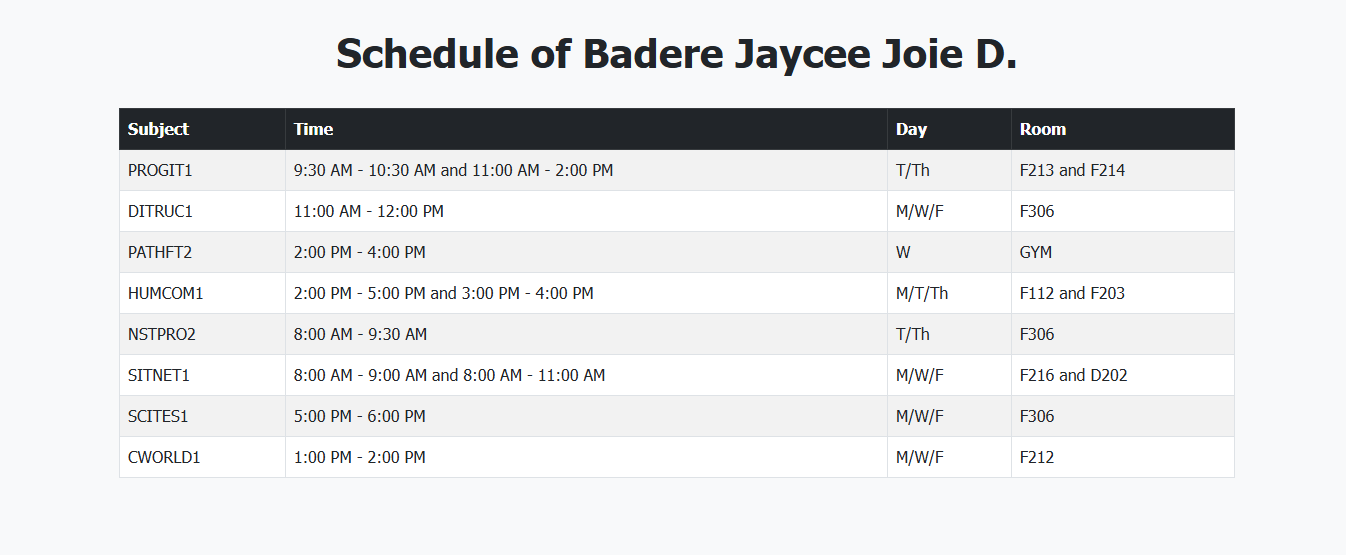 Schedule of Badere Jaycee Joie D.
Subject Time Day Room
PROGIT1 9:30 AM - 10:30 AM and 11:00 AM - 2:00 PM T/Th F213 and F214
DITRUC1 11:00 AM - 12:00 PM M/W/F F306
PATHFT2 2:00 PM - 4:00 PM W GYM
HUMCOM1 2:00 PM - 5:00 PM and 3:00 PM - 4:00 PM M/T/Th F112 and F203
NSTPRO2 8:00 AM - 9:30 AM T/Th F306
SITNET1 8:00 AM - 9:00 AM and 8:00 AM - 11:00 AM M/W/F F216 and D202
SCITES1 5:00 PM - 6:00 PM M/W/F F306
CWORLD1 1:00 PM - 2:00 PM M/W/F F212